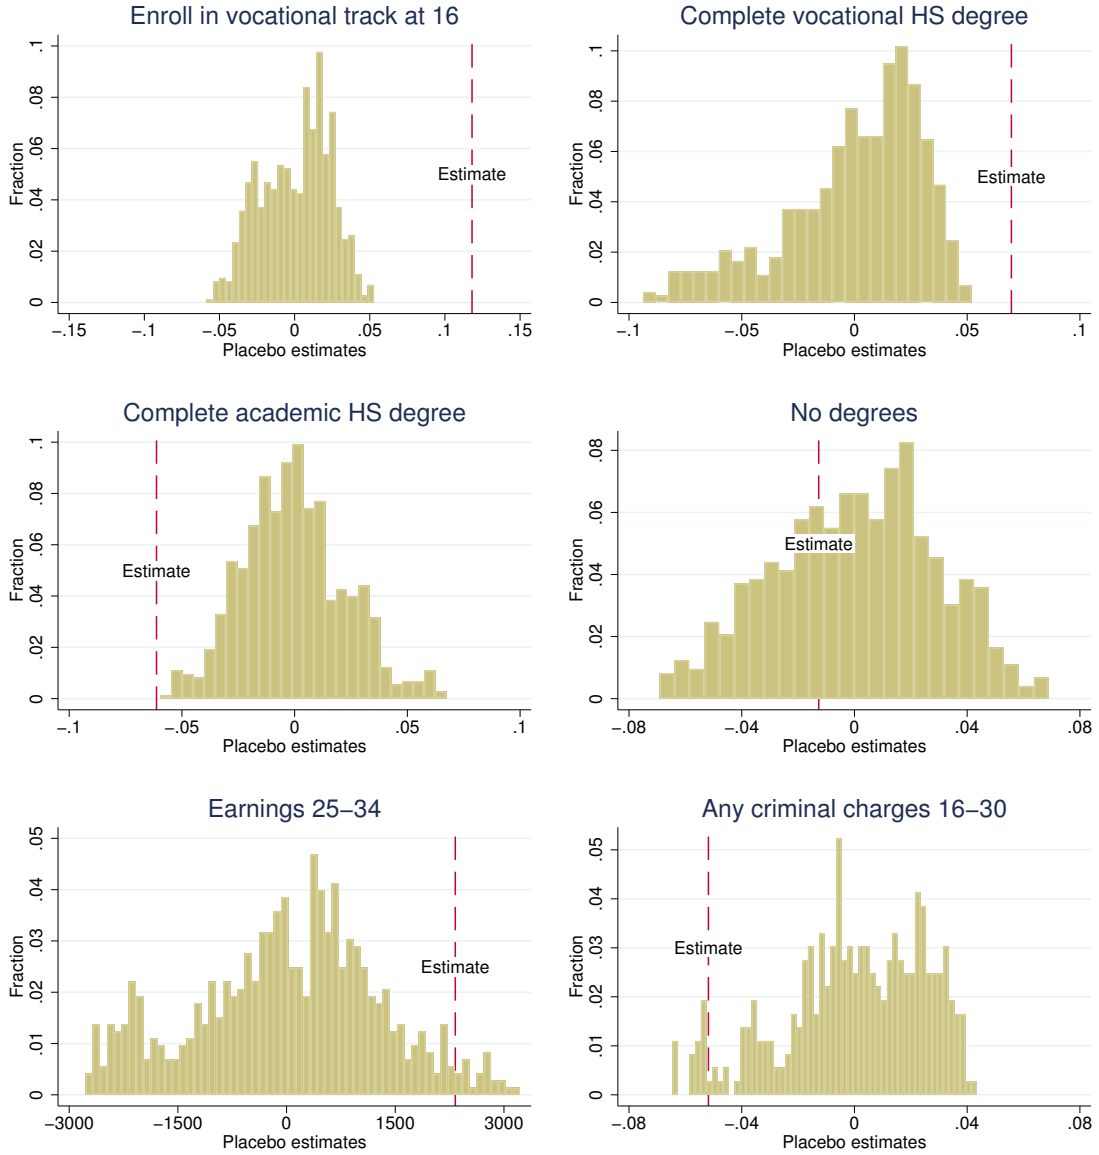 Enroll in vocational track at 16
Fraction
0 .02 .04 .06 .08 .1
Estimate
−.15 −.1 −.05 0 .05 .1 .15
Placebo estimates
Complete vocational HS degree
Fraction
0 .02 .04 .06 .08 .1
Estimate
−.1 −.05 0 .05 .1
Placebo estimates
Complete academic HS degree
Fraction
0 .02 .04 .06 .08 .1
Estimate
−.1 −.05 0 .05 .1
Placebo estimates
No degrees
Fraction
0 .02 .04 .06 .08
Estimate
−.08 −.04 0 .04 .08
Placebo estimates
Earnings 25−34
Fraction
0 .01 .02 .03 .04 .05
Estimate
−3000 −1500 0 1500 3000
Placebo estimates
Any criminal charges 16−30
Fraction
0 .01 .02 .03 .04 .05
Estimate
−.08 −.04 0 .04 .08
Placebo estimates